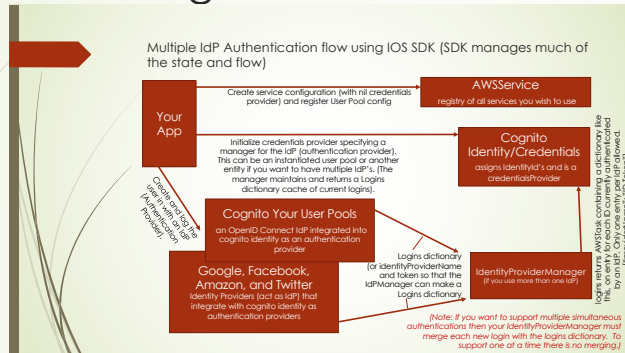 Multiple IdP Authentication flow using IOS SDK (SDK manages much of
the state and flow)
Your
App
Create service configuration (with nil credentials
provider) and register User Pool config
AWSService
registry of all services you wish to use
Initialize credentials provider specifying a
manager for the IdP (authentication provider).
This can be an instantiated user pool or another
entity if you want to have multiple IdP's. (The
manager maintains and returns a Logins
dictionary cache of current logins).
Cognito
Identity/Credentials
assigns IdentityId's and is a
credentialsProvider
Create and log the
user in with an IdP
(Authentication
Provider).
Cognito Your User Pools
an OpenID Connect IdP integrated into
cognito identity as an authentication
provider
Google, Facebook,
Amazon, and Twitter
Identity Providers (act as IdP) that
integrate with cognito identity as
authentication providers
Logins dictionary
(or identityProviderName
and token so that the
IdPManager can make a
Logins dictionary
IdentityProviderManager
(if you use more than one IdP)
logins returns AWSTask containing a dictionary like
this, on entry for each ID currently authenticated
by an IdP. Only one entry per IdP allowed.
(Note: If you want to support multiple simultaneous
authentications then your IdentityProviderManager must
merge each new login with the logins dictionary. To
support one at a time there is no merging.)